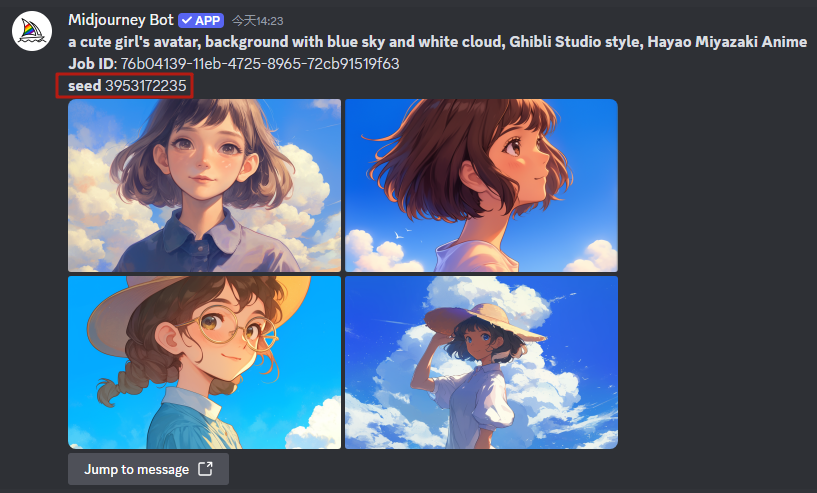 Midjourney Bot ✓ APP 今天14:23
a cute girl's avatar, background with blue sky and white cloud, Ghibli Studio style, Hayao Miyazaki Anime
Job ID: 76b04139-11eb-4725-8965-72cb91519f63
seed 3953172235
Jump to message